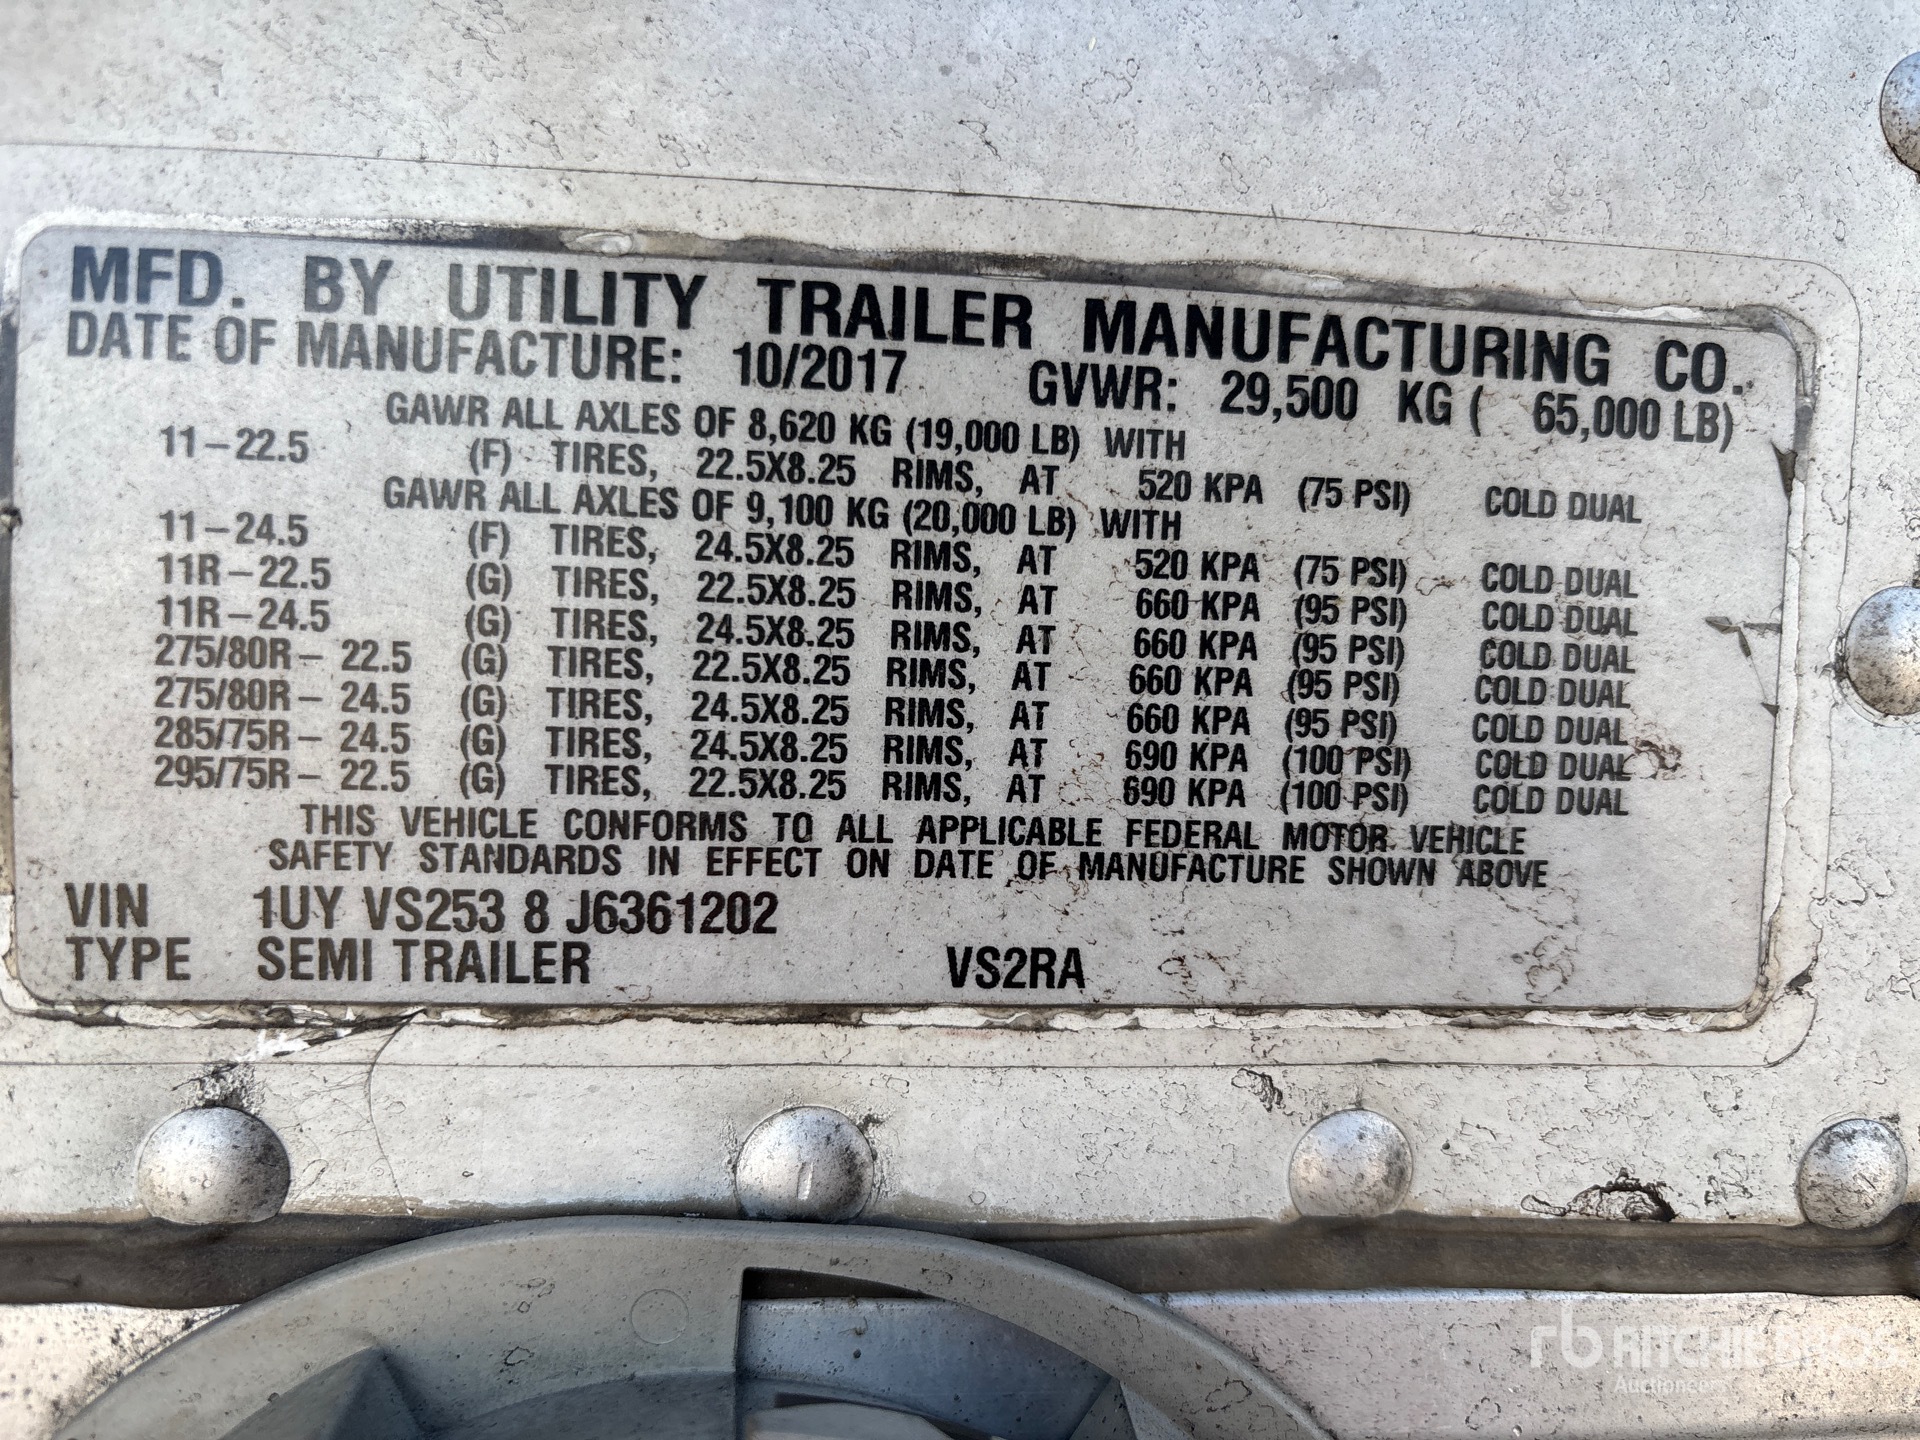 MFD. BY UTILITY TRAILER MANUFACTURING CO.
DATE OF MANUFACTURE: 10/2017 GVWR: 29,500 KG ( 65,000 LB)
GAWR ALL AXLES OF 8,620 KG (19,000 LB) WITH
11-22.5 (F) TIRES, 22.5X8.25 RIMS, AT 520 KPA (75 PSI) COLD DUAL
GAWR ALL AXLES OF 9,100 KG (20,000 LB) WITH
11-24.5 (F) TIRES, 24.5X8.25 RIMS, AT 520 KPA (75 PSI) COLD DUAL
11R-22.5 (G) TIRES, 22.5X8.25 RIMS, AT 660 KPA (95 PSI) COLD DUAL
11R-24.5 (G) TIRES, 24.5X8.25 RIMS, AT 660 KPA (95 PSI) COLD DUAL
275/80R- 22.5 (G) TIRES, 22.5X8.25 RIMS, AT 660 KPA (95 PSI) COLD DUAL
275/80R- 24.5 (G) TIRES, 24.5X8.25 RIMS, AT 660 KPA (95 PSI) COLD DUAL
285/75R- 24.5 (G) TIRES, 24.5X8.25 RIMS, AT 690 KPA (100 PSI) COLD DUAL
295/75R- 22.5 (G) TIRES, 22.5X8.25 RIMS, AT 690 KPA (100 PSI) COLD DUAL
THIS VEHICLE CONFORMS TO ALL APPLICABLE FEDERAL MOTOR VEHICLE
SAFETY STANDARDS IN EFFECT ON DATE OF MANUFACTURE SHOWN ABOVE
VIN 1UY VS253 8 J6361202
TYPE SEMI TRAILER VS2RA
rb RITCHIE BROS.
Auctioneers